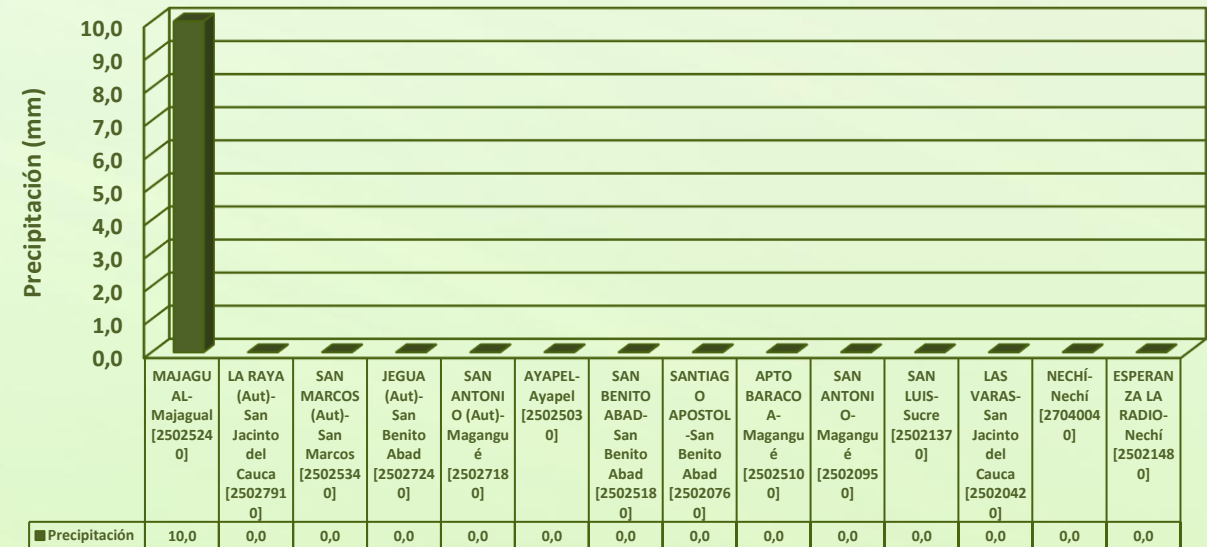 Precipitación (mm)
10,0
9,0
8,0
7,0
6,0
5,0
4,0
3,0
2,0
1,0
0,0
MAJAGU
AL-
Majagual
[2502524
0]
LA RAYA
(Aut)-
San
Jacinto
del
Cauca
[2502791
0]
SAN
MARCOS
(Aut)-
San
Marcos
[2502534
0]
JEGUA
(Aut)-
San
Benito
Abad
[2502724
0]
SAN
ANTONI
O (Aut)-
Magangu
é
[2502718
0]
AYAPEL-
Ayapel
[2502503
0]
SAN
BENITO
ABAD-
San
Benito
Abad
[2502518
0]
SANTIAG
O
APOSTOL
-San
Benito
Abad
[2502076
0]
APTO
BARACO
A-
Magangu
é
[2502510
0]
SAN
ANTONI
O-
Magangu
é
[2502095
0]
SAN
LUIS-
Sucre
[2502137
0]
LAS
VARAS-
San
Jacinto
del
Cauca
[2502042
0]
NECHÍ-
Nechí
[2704004
0]
ESPERAN
ZA LA
RADIO-
Nechí
[2502148
0]
Precipitación 10,0 0,0 0,0 0,0 0,0 0,0 0,0 0,0 0,0 0,0 0,0 0,0 0,0 0,0